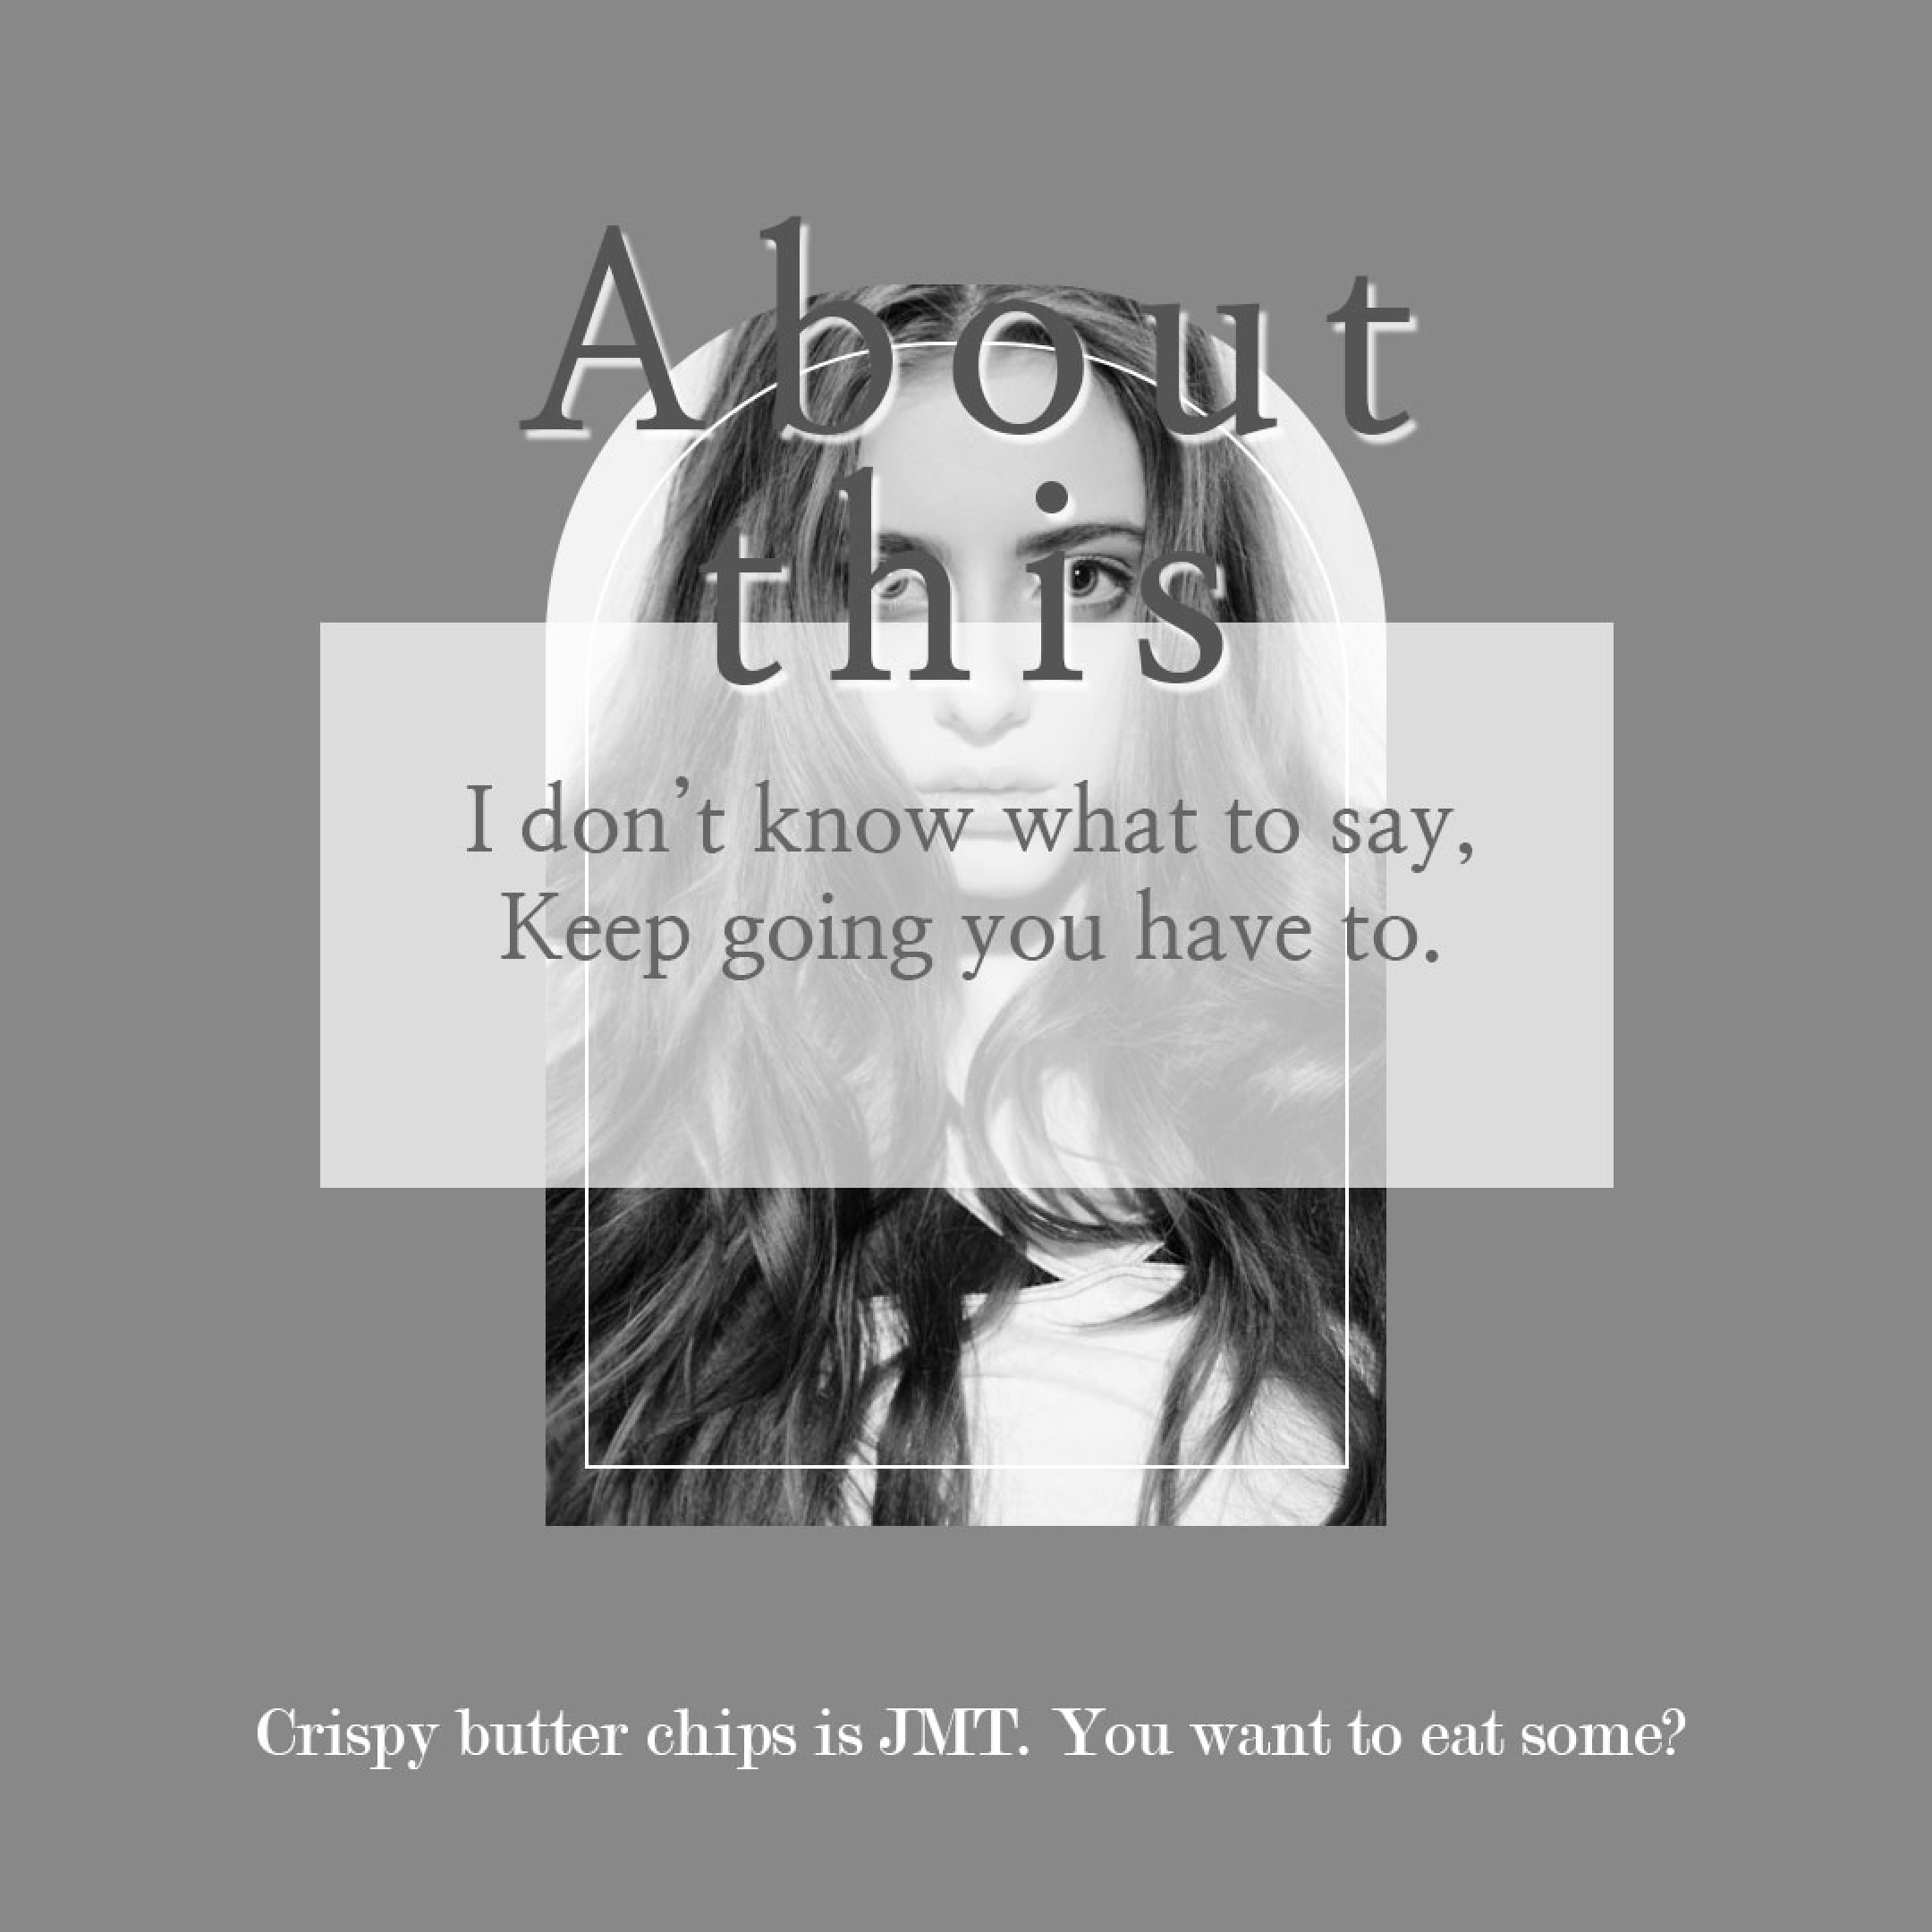 About
this
I don’t know what to say,
Keep going you have to.
Crispy butter chips is JMT. You want to eat some?